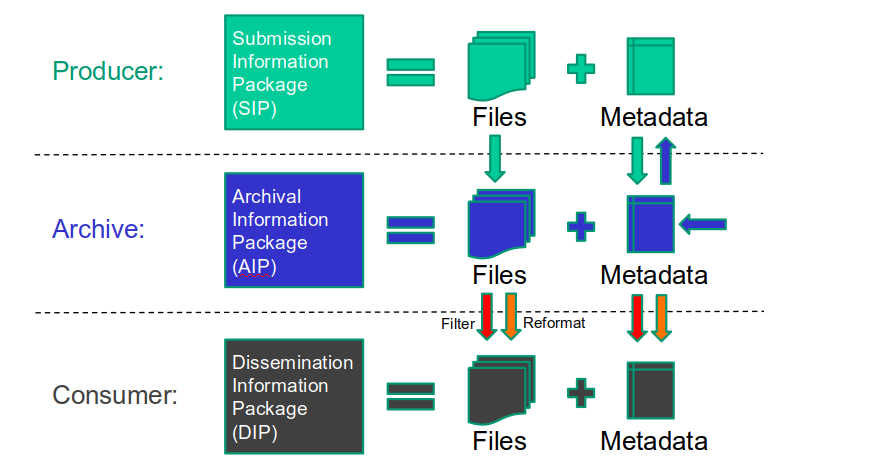 Producer:
Submission
Information
Package
(SIP)
Files
Metadata
Archive:
Archival
Information
Package
(AIP)
Files
Metadata
Filter
Reformat
Consumer:
Dissemination
Information
Package
(DIP)
Files
Metadata